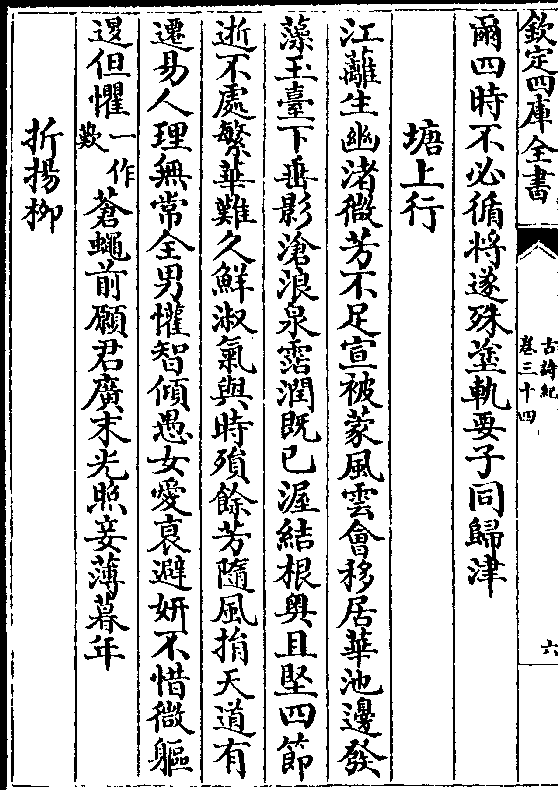 欽定四庫全書
古詩紀
卷三十四
六
爾四時不必循將遂殊塗軌要子同歸津
塘上行
江蘺生幽渚微芳不足宣被蒙風雲會移居華池邊發
藻玉臺下垂影滄浪泉霑潤既已渥結根奧且堅四節
逝不處繁華難久鮮淑氣與時殞餘芳隨風捐天道有
遷易人理無常全男懽智傾愚女愛衰避妍不惜微軀
退但懼一作歎蒼蠅前願君廣末光照妾薄暮年
折楊柳